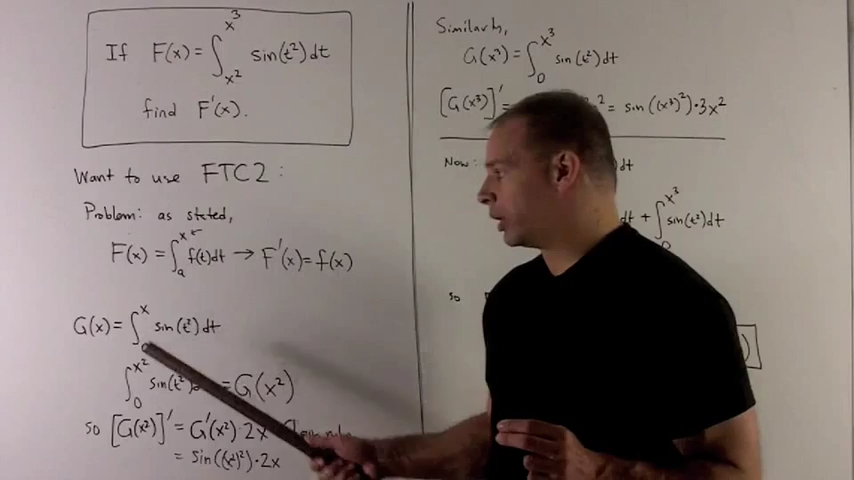 If F(x) = ∫_{x²}^{x³} sin(t²) dt
find F'(x).
Want to use FTC2:
Problem: as stated,
F(x) = ∫_a^x f(t)dt → F'(x) = f(x)
G(x) = ∫^x sin(t²) dt
∫_0^{x²} sin(t²) = G(x²)
so [G(x²)]' = G'(x²)·2x
= sin((x²)²)·2x
Similarly,
G(x³) = ∫_0^{x³} sin(t²) dt
[G(x³)]' = ² = sin((x³)²)·3x²
Now: dt
dt + ∫_0^{x³} sin(t²) dt
so
)